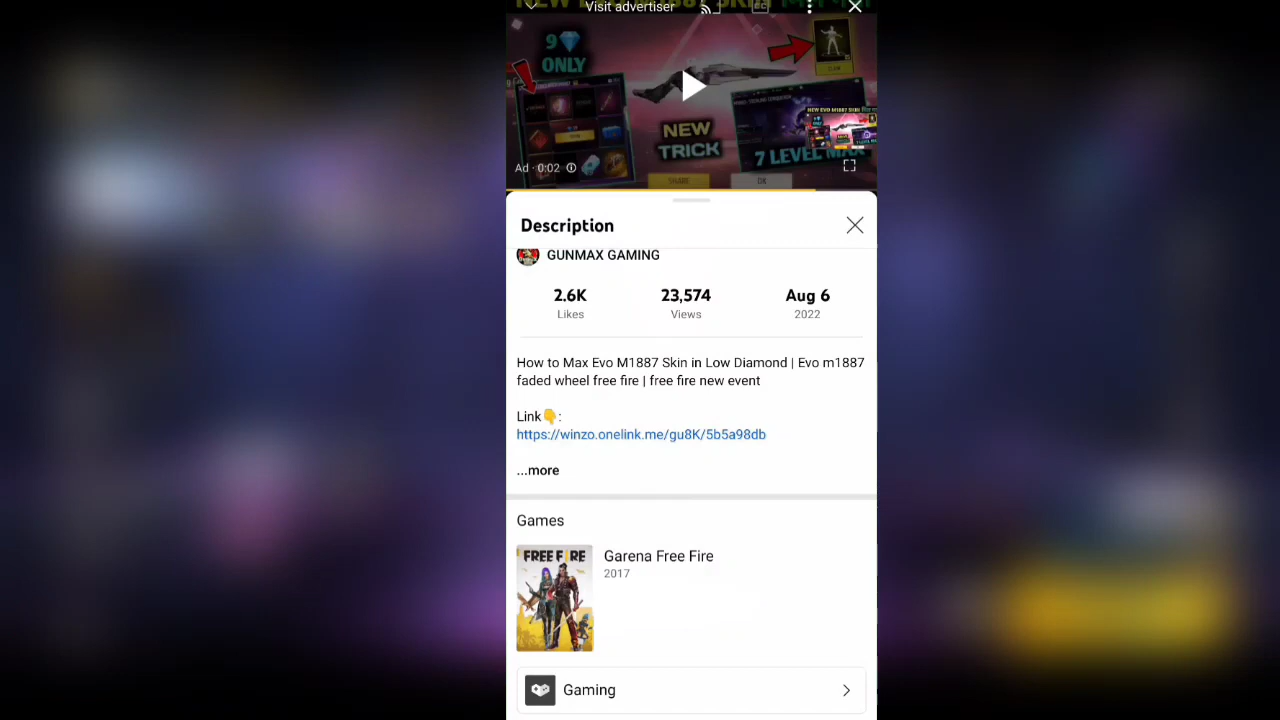 Visit advertiser
9
ONLY
NEW
TRICK
7 LEVEL MAX
Ad · 0:02
SHARE
OK
Description
GUNMAX GAMING
2.6K
23,574
Aug 6
Likes
Views
2022
How to Max Evo M1887 Skin in Low Diamond | Evo m1887
faded wheel free fire | free fire new event
Link👇:
https://winzo.onelink.me/gu8K/5b5a98db
...more
Games
FREE FIRE
Garena Free Fire
2017
Gaming